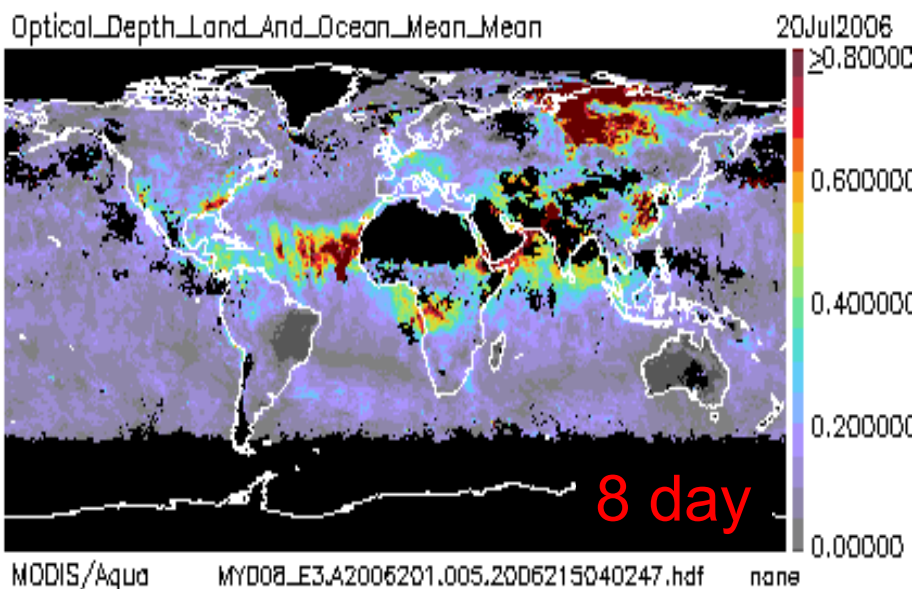 Optical_Depth_Land_And_Ocean_Mean_Mean 20Jul2006
≥0.80000
0.600000
0.400000
0.200000
0.00000
8 day
MODIS/Aqua MYD08_E3.A2006201.005.2006215040247.hdf none